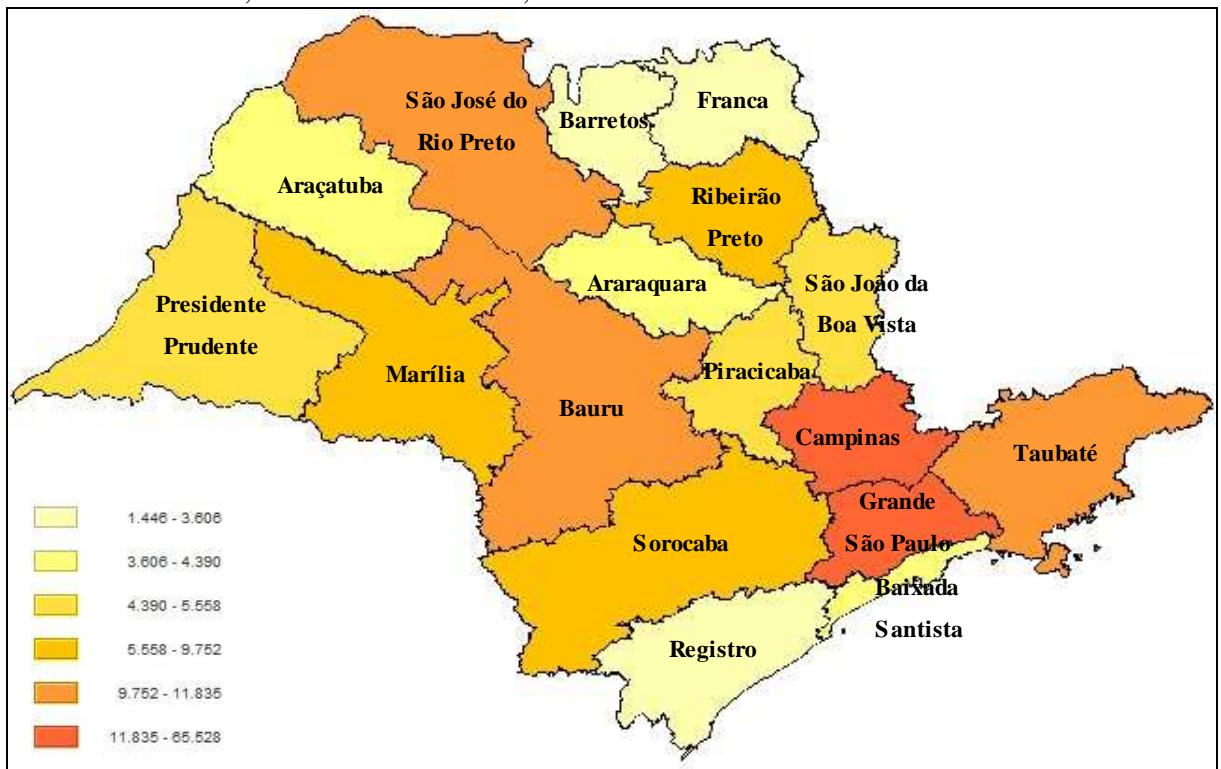 São José do
Rio Preto
Barretos
Franca
Araçatuba
Ribeirão
Preto
Araraquara
São João da
Boa Vista
Presidente
Prudente
Marília
Piracicaba
Bauru
Campinas
Taubaté
Grande
São Paulo
Sorocaba
Baixada
Santista
Registro
1.446 - 3.606
3.606 - 4.390
4.390 - 5.558
5.558 - 9.752
9.752 - 11.835
11.835 - 65.528